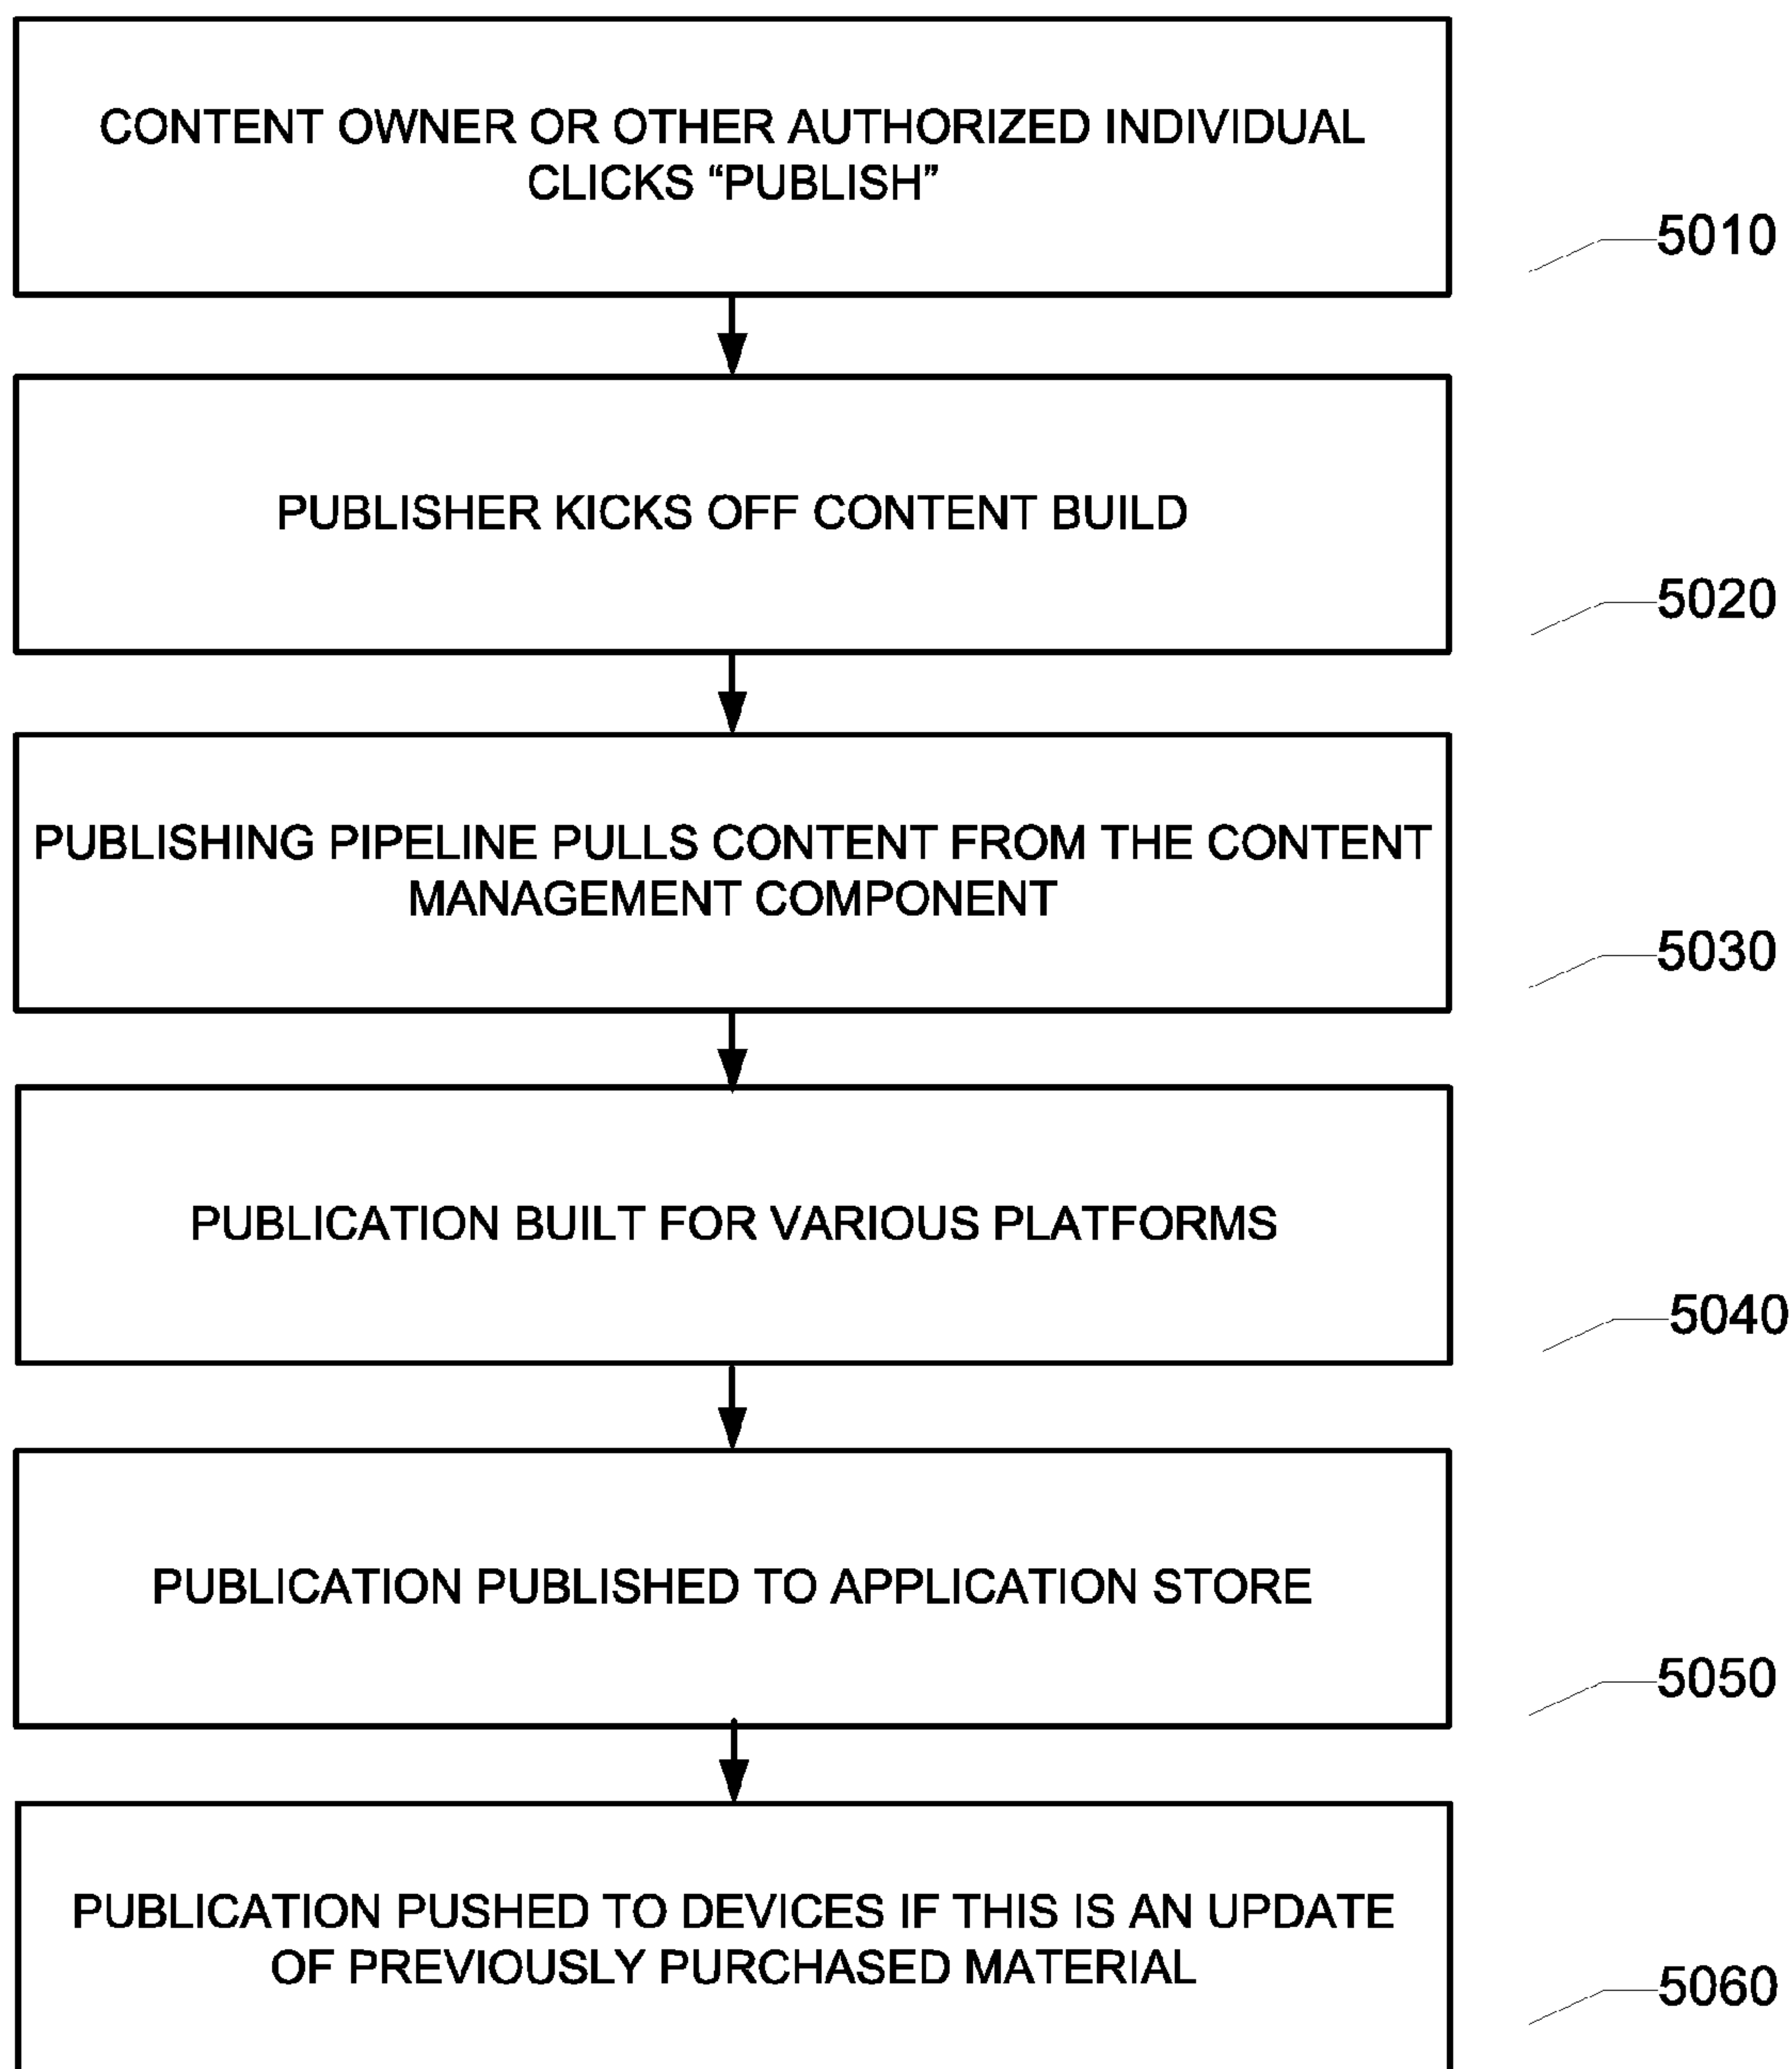 CONTENT OWNER OR OTHER AUTHORIZED INDIVIDUAL
CLICKS “PUBLISH”
5010
PUBLISHER KICKS OFF CONTENT BUILD
5020
PUBLISHING PIPELINE PULLS CONTENT FROM THE CONTENT
MANAGEMENT COMPONENT
5030
PUBLICATION BUILT FOR VARIOUS PLATFORMS
5040
PUBLICATION PUBLISHED TO APPLICATION STORE
5050
PUBLICATION PUSHED TO DEVICES IF THIS IS AN UPDATE
OF PREVIOUSLY PURCHASED MATERIAL
5060